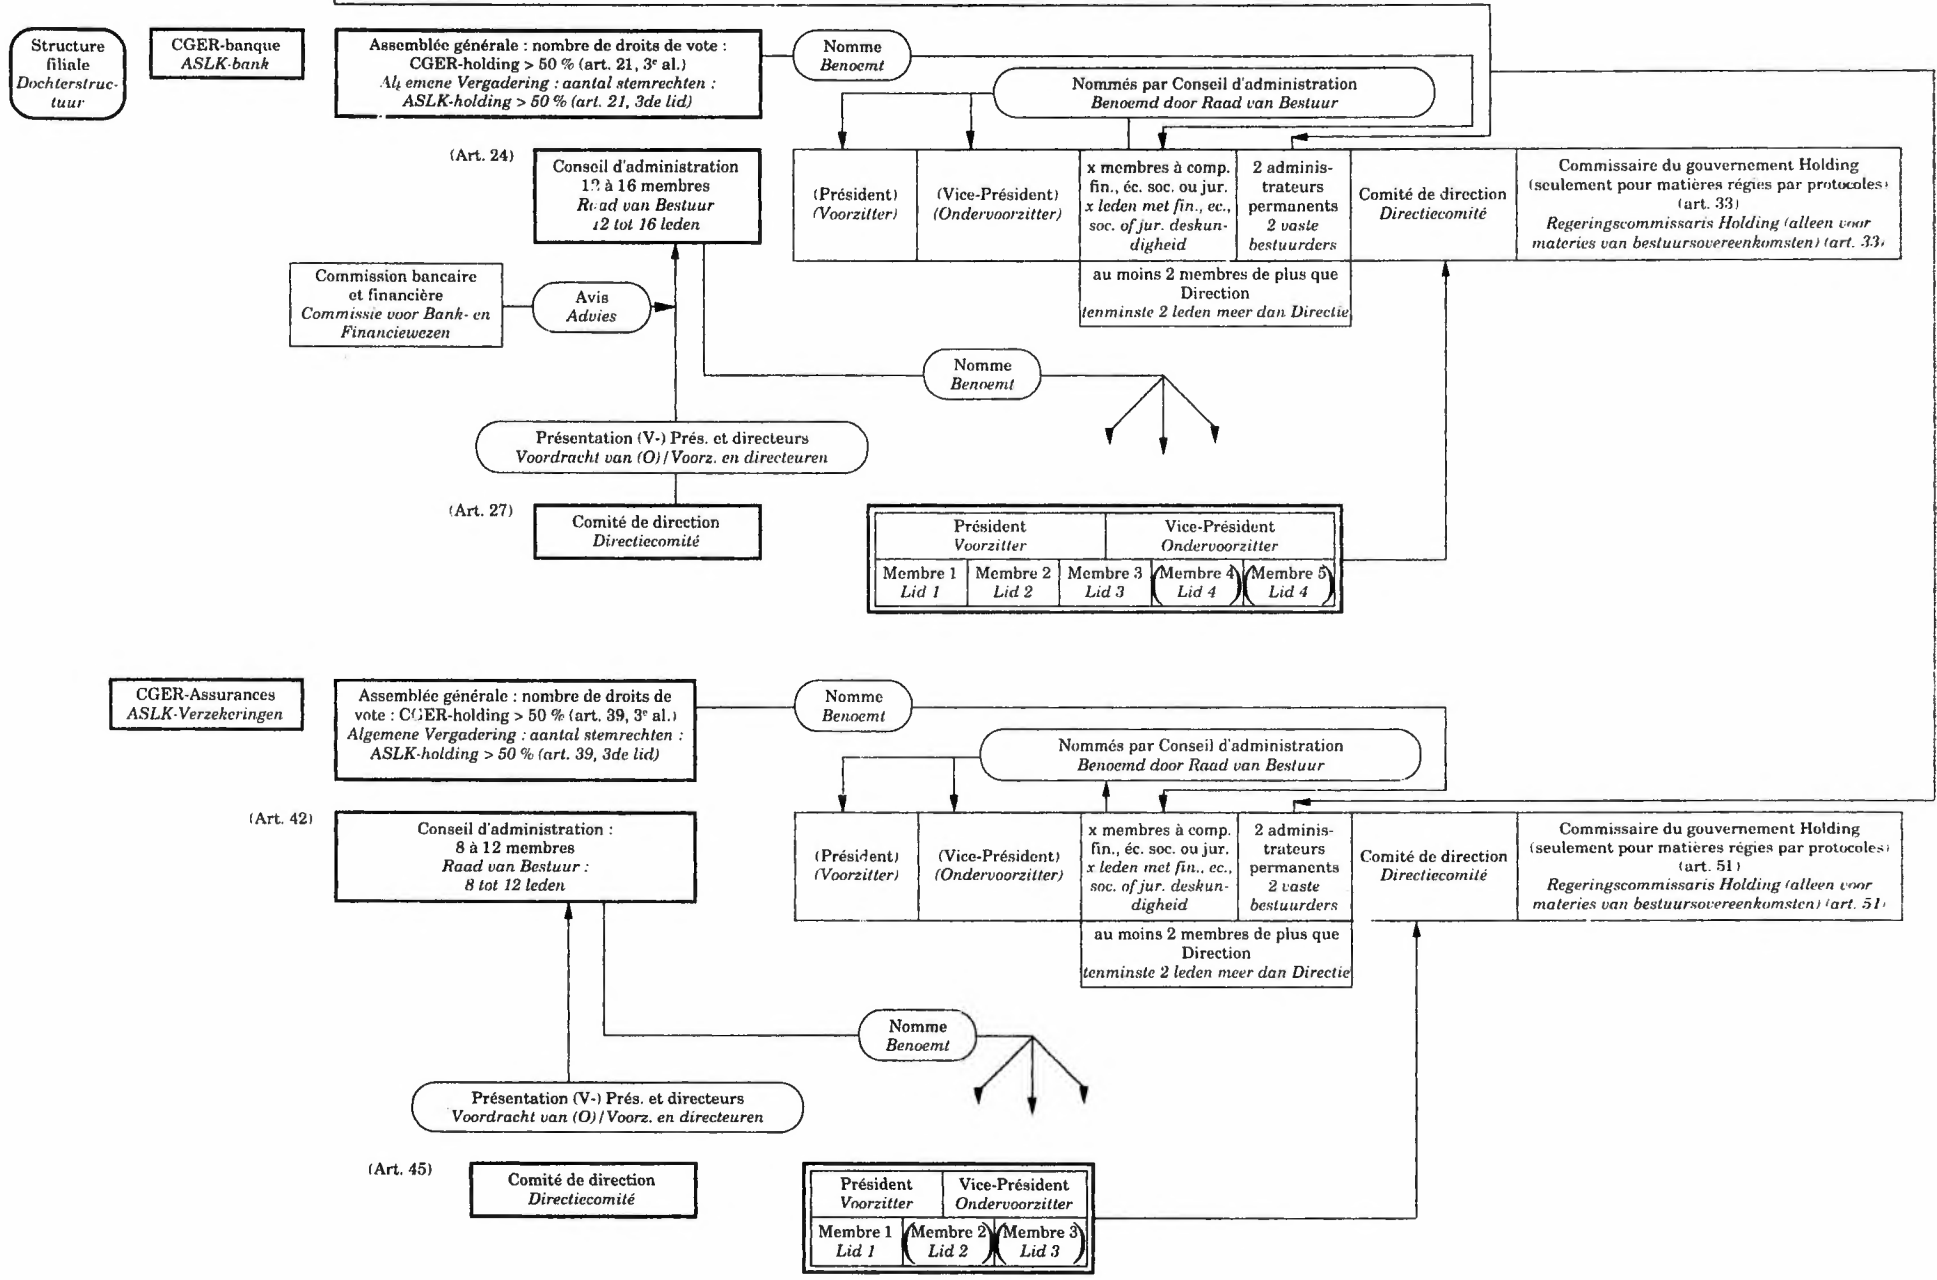 Structure
filiale
Dochterstruc-
tuur
CGER-banque
ASLK-bank
Assemblée générale : nombre de droits de vote :
CGER-holding > 50 % (art. 21, 3e al.)
Algemene Vergadering : aantal stemrechten :
ASLK-holding > 50 % (art. 21, 3de lid)
Nomme
Benoemt
Nommés par Conseil d'administration
Benoemd door Raad van Bestuur
(Art. 24)
Conseil d'administration
12 à 16 membres
Raad van Bestuur
12 tot 16 leden
(Président)
(Voorzitter)
(Vice-Président)
(Ondervoorzitter)
x membres à comp.
fin., éc. soc. ou jur.
x leden met fin., ec.,
soc. of jur. deskun-
digheid
2 adminis-
trateurs
permanents
2 vaste
bestuurders
Comité de direction
Directiecomité
Commissaire du gouvernement Holding
(seulement pour matières régies par protocoles)
(art. 33)
Regeringscommissaris Holding (alleen voor
materies van bestuursovereenkomsten) (art. 33)
au moins 2 membres de plus que
Direction
tenminste 2 leden meer dan Directie
Commission bancaire
et financière
Commissie voor Bank- en
Financiewezen
Avis
Advies
Nomme
Benoemt
Présentation (V-) Prés. et directeurs
Voordracht van (O) / Voorz. en directeuren
(Art. 27)
Comité de direction
Directiecomité
Président
Voorzitter
Vice-Président
Ondervoorzitter
Membre 1
Lid 1
Membre 2
Lid 2
Membre 3
Lid 3
(Membre 4)
Lid 4
(Membre 5)
Lid 4
CGER-Assurances
ASLK-Verzekeringen
Assemblée générale : nombre de droits de
vote : CGER-holding > 50 % (art. 39, 3e al.)
Algemene Vergadering : aantal stemrechten :
ASLK-holding > 50 % (art. 39, 3de lid)
Nomme
Benoemt
Nommés par Conseil d'administration
Benoemd door Raad van Bestuur
(Art. 42)
Conseil d'administration :
8 à 12 membres
Raad van Bestuur :
8 tot 12 leden
(Président)
(Voorzitter)
(Vice-Président)
(Ondervoorzitter)
x membres à comp.
fin., éc. soc. ou jur.
x leden met fin., ec.,
soc. of jur. deskun-
digheid
2 adminis-
trateurs
permanents
2 vaste
bestuurders
Comité de direction
Directiecomité
Commissaire du gouvernement Holding
(seulement pour matières régies par protocoles)
(art. 51)
Regeringscommissaris Holding (alleen voor
materies van bestuursovereenkomsten) (art. 51)
au moins 2 membres de plus que
Direction
tenminste 2 leden meer dan Directie
Nomme
Benoemt
Présentation (V-) Prés. et directeurs
Voordracht van (O) / Voorz. en directeuren
(Art. 45)
Comité de direction
Directiecomité
Président
Voorzitter
Vice-Président
Ondervoorzitter
Membre 1
Lid 1
(Membre 2)
Lid 2
(Membre 3)
Lid 3